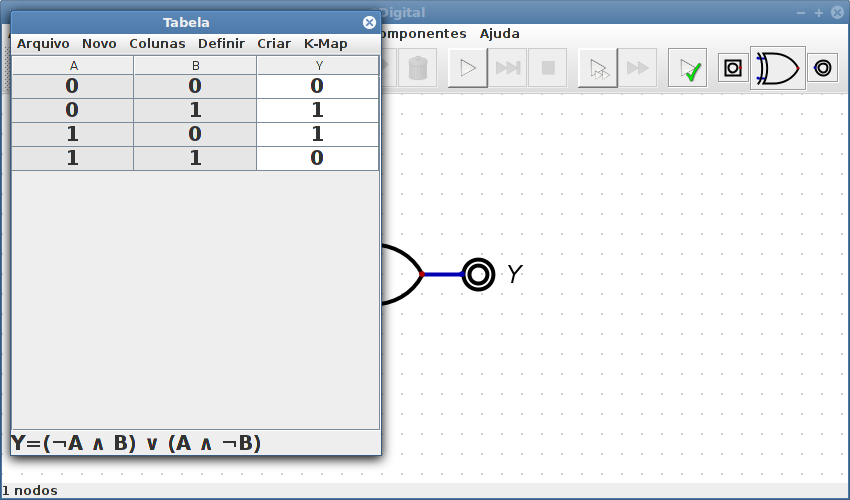 Digital
Tabela
Arquivo Novo Colunas Definir Criar K-Map
omponentes Ajuda
A B Y
0 0 0
0 1 1
1 0 1
1 1 0
Y
Y=(¬A ∧ B) ∨ (A ∧ ¬B)
1 nodos